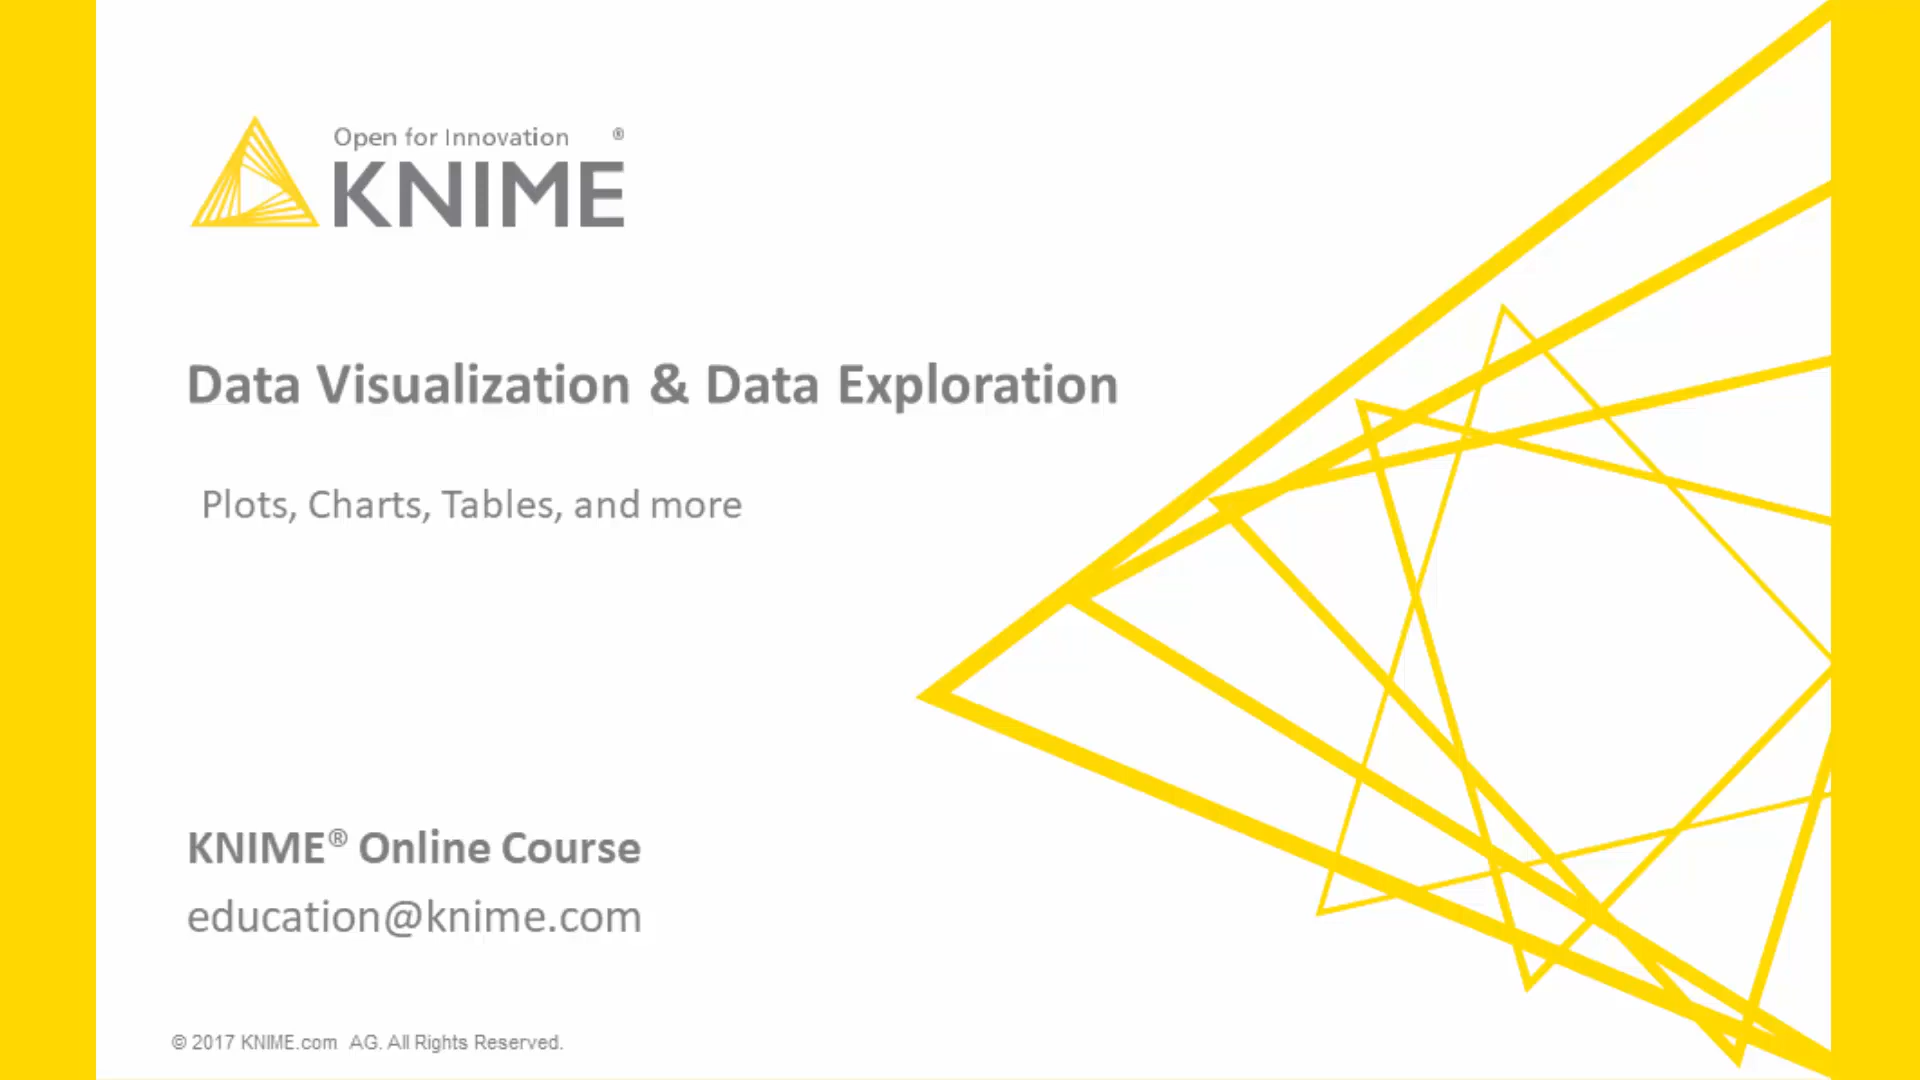 Open for Innovation ®
KNIME
Data Visualization & Data Exploration
Plots, Charts, Tables, and more
KNIME® Online Course
education@knime.com
© 2017 KNIME.com AG. All Rights Reserved.